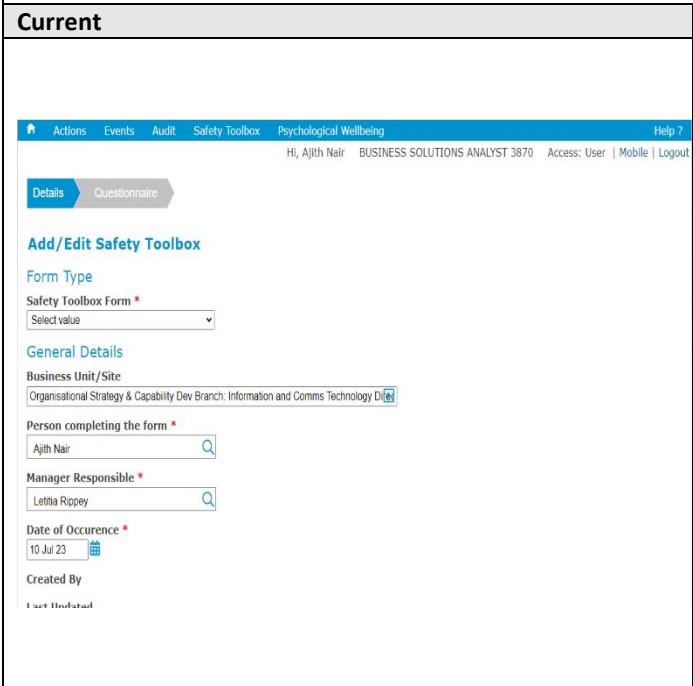 Current
Actions Events Audit Safety Toolbox Psychological Wellbeing Help ?
Hi, Ajith Nair BUSINESS SOLUTIONS ANALYST 3870 Access: User | Mobile | Logout
Details Questionnaire
Add/Edit Safety Toolbox
Form Type
Safety Toolbox Form *
Select value
General Details
Business Unit/Site
Organisational Strategy & Capability Dev Branch: Information and Comms Technology
Person completing the form *
Ajith Nair
Manager Responsible *
Letitia Rippey
Date of Occurence *
10 Jul 23
Created By
Last Updated